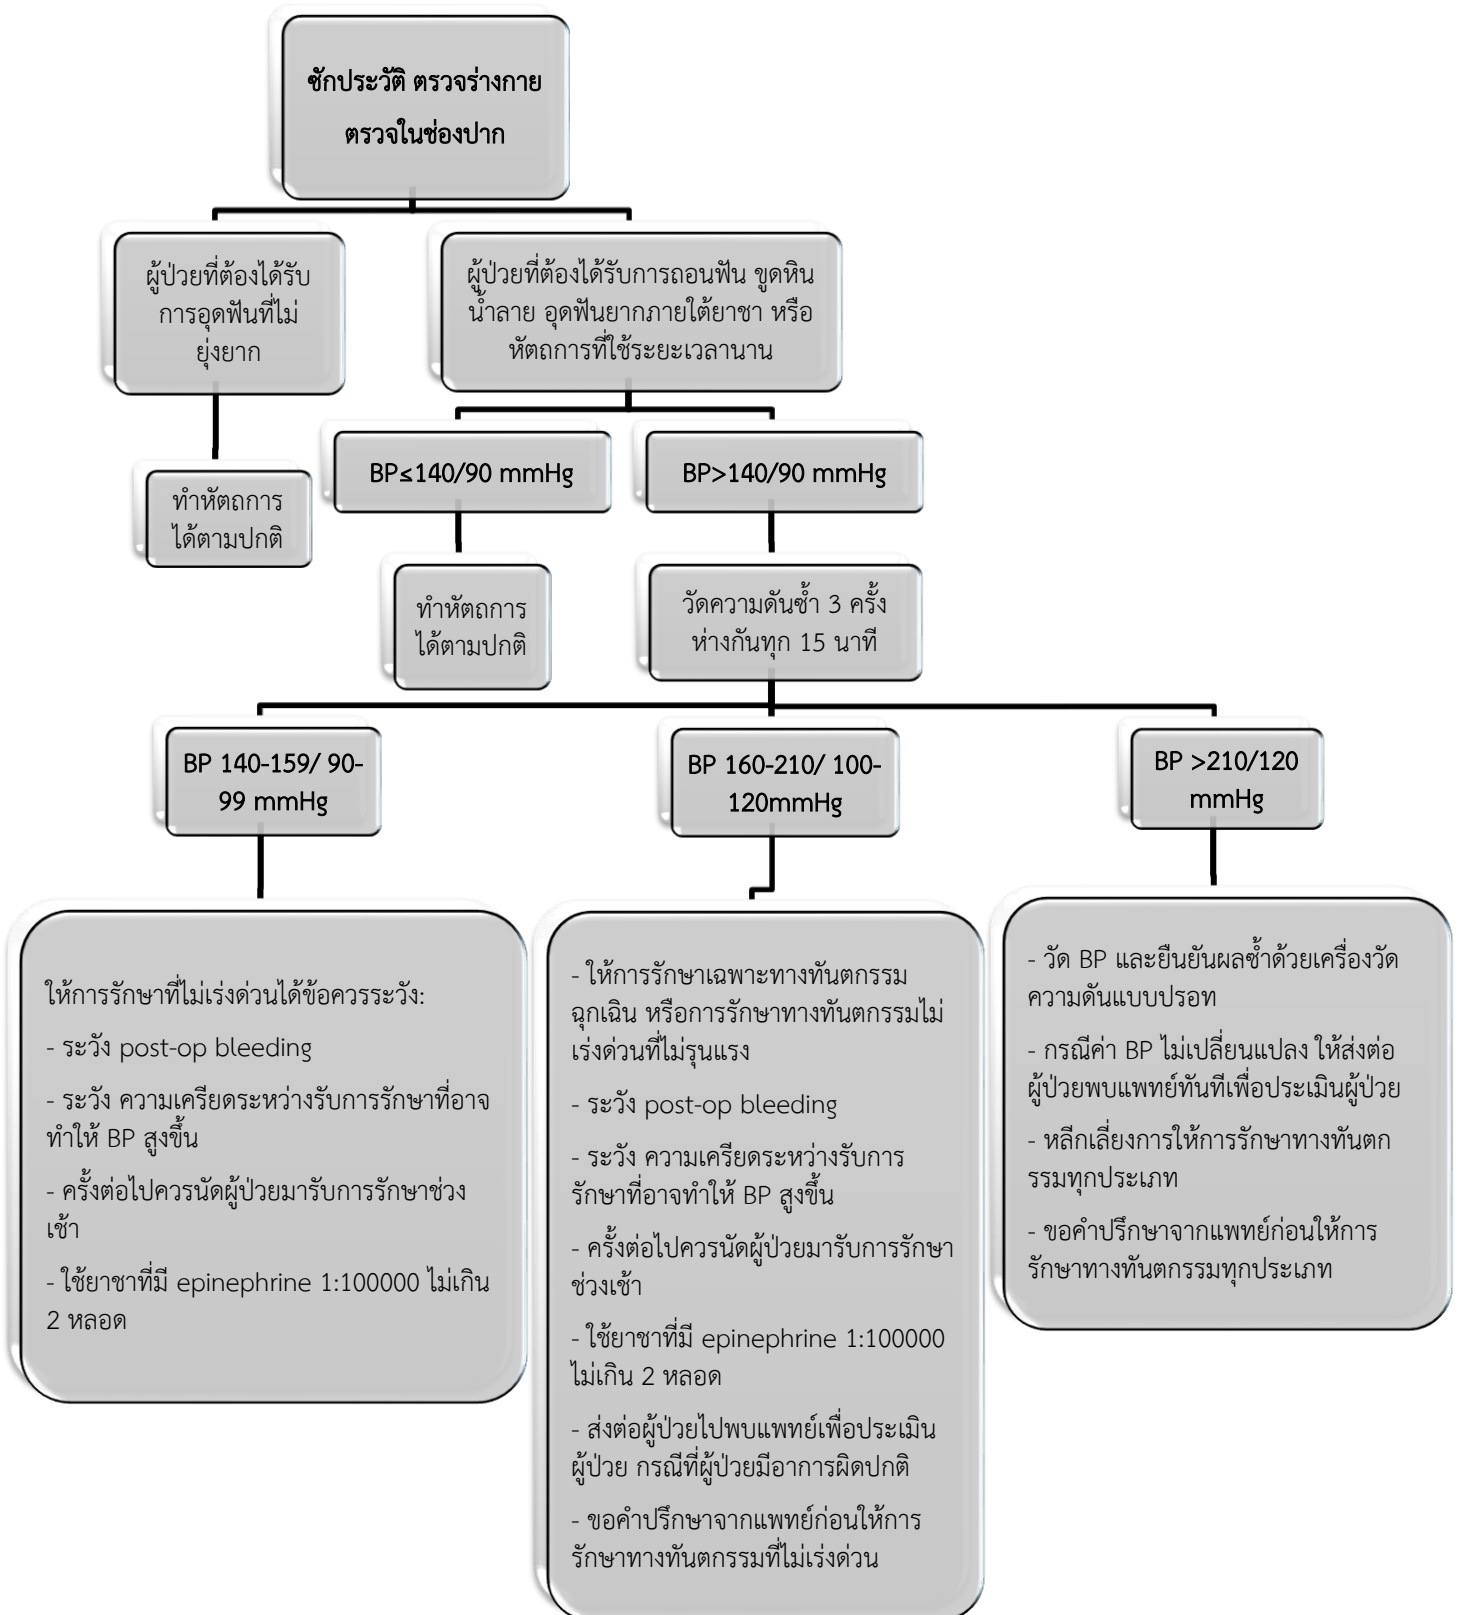 ซักประวัติ ตรวจร่างกาย
ตรวจในช่องปาก
ผู้ป่วยที่ต้องได้รับ
การอุดฟันที่ไม่
ยุ่งยาก
ผู้ป่วยที่ต้องได้รับการถอนฟัน ขูดหิน
น้ำลาย อุดฟันยากภายใต้ยาชา หรือ
หัตถการที่ใช้ระยะเวลานาน
ทำหัตถการ
ได้ตามปกติ
BP≤140/90 mmHg
BP>140/90 mmHg
ทำหัตถการ
ได้ตามปกติ
วัดความดันซ้ำ 3 ครั้ง
ห่างกันทุก 15 นาที
BP 140-159/ 90-
99 mmHg
BP 160-210/ 100-
120mmHg
BP >210/120
mmHg
ให้การรักษาที่ไม่เร่งด่วนได้ข้อควรระวัง:
- ระวัง post-op bleeding
- ระวัง ความเครียดระหว่างรับการรักษาที่อาจ
ทำให้ BP สูงขึ้น
- ครั้งต่อไปควรนัดผู้ป่วยมารับการรักษาช่วง
เช้า
- ใช้ยาชาที่มี epinephrine 1:100000 ไม่เกิน
2 หลอด
- ให้การรักษาเฉพาะทางทันตกรรม
ฉุกเฉิน หรือการรักษาทางทันตกรรมไม่
เร่งด่วนที่ไม่รุนแรง
- ระวัง post-op bleeding
- ระวัง ความเครียดระหว่างรับการ
รักษาที่อาจทำให้ BP สูงขึ้น
- ครั้งต่อไปควรนัดผู้ป่วยมารับการรักษา
ช่วงเช้า
- ใช้ยาชาที่มี epinephrine 1:100000
ไม่เกิน 2 หลอด
- ส่งต่อผู้ป่วยไปพบแพทย์เพื่อประเมิน
ผู้ป่วย กรณีที่ผู้ป่วยมีอาการผิดปกติ
- ขอคำปรึกษาจากแพทย์ก่อนให้การ
รักษาทางทันตกรรมที่ไม่เร่งด่วน
- วัด BP และยืนยันผลซ้ำด้วยเครื่องวัด
ความดันแบบปรอท
- กรณีค่า BP ไม่เปลี่ยนแปลง ให้ส่งต่อ
ผู้ป่วยพบแพทย์ทันทีเพื่อประเมินผู้ป่วย
- หลีกเลี่ยงการให้การรักษาทางทันตก
รรมทุกประเภท
- ขอคำปรึกษาจากแพทย์ก่อนให้การ
รักษาทางทันตกรรมทุกประเภท